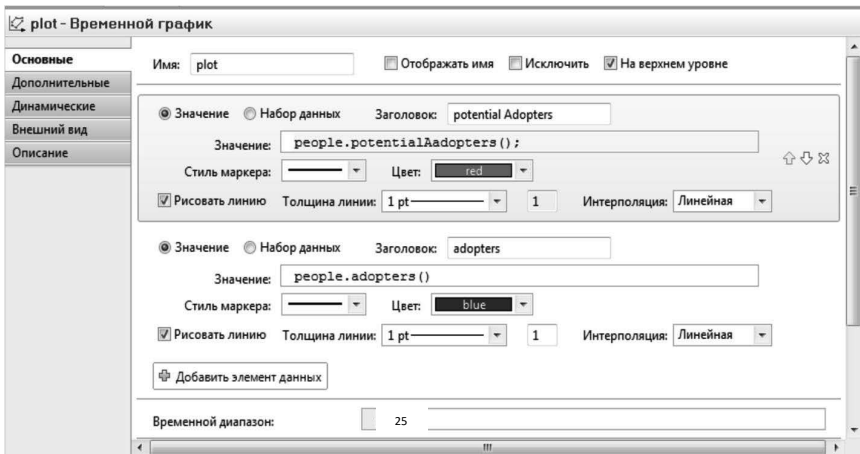 plot - Временной график
Основные
Дополнительные
Динамические
Внешний вид
Описание
Имя: plot Отображать имя Исключить На верхнем уровне
Значение Набор данных Заголовок: potential Adopters
Значение: people.potentialAadopters();
Стиль маркера: Цвет: red
Рисовать линию Толщина линии: 1 pt 1 Интерполяция: Линейная
Значение Набор данных Заголовок: adopters
Значение: people.adopters()
Стиль маркера: Цвет: blue
Рисовать линию Толщина линии: 1 pt 1 Интерполяция: Линейная
Добавить элемент данных
Временной диапазон: 25